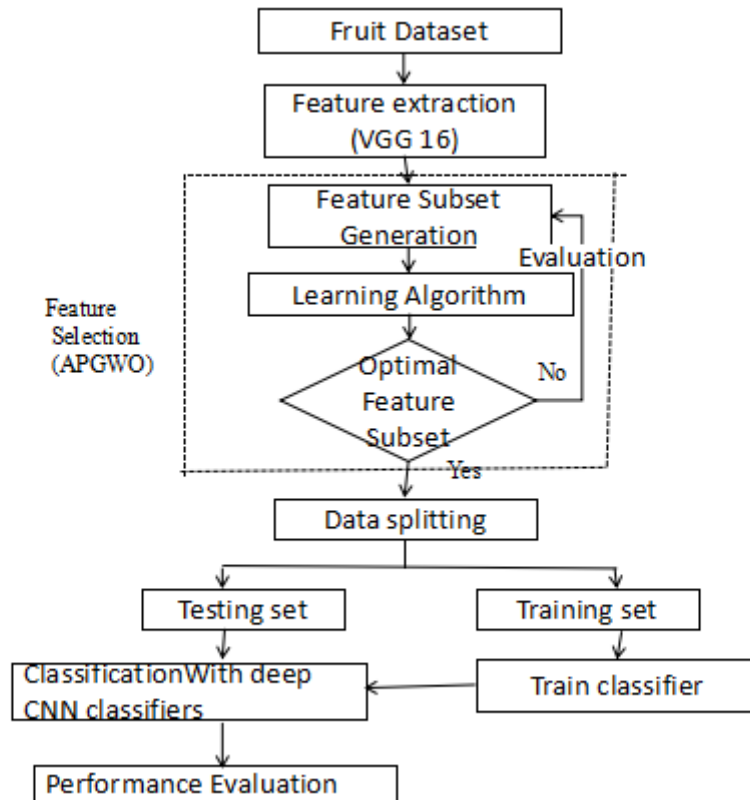 Fruit Dataset
Feature extraction
(VGG 16)
Feature Subset
Generation
Evaluation
Learning Algorithm
Feature
Selection
(APGWO)
Optimal
Feature
Subset
No
Yes
Data splitting
Testing set
Training set
ClassificationWith deep
CNN classifiers
Train classifier
Performance Evaluation